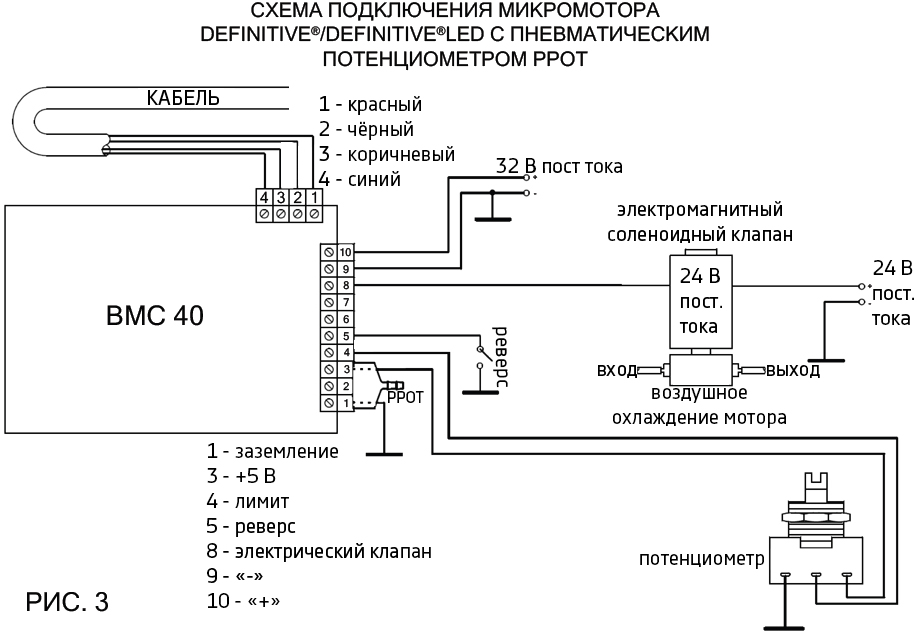 СХЕМА ПОДКЛЮЧЕНИЯ МИКРОМОТОРА
DEFINITIVE®/DEFINITIVE®LED С ПНЕВМАТИЧЕСКИМ
ПОТЕНЦИОМЕТРОМ PPOT
КАБЕЛЬ
1 - красный
2 - чёрный
3 - коричневый
4 - синий
4 3 2 1
32 В пост тока
+
-
электромагнитный
соленоидный клапан
24 В
пост.
тока
24 В
пост.
тока
+
-
BMC 40
10
9
8
7
6
5
4
3
2
1
PPOT
реверс
вход
выход
воздушное
охлаждение мотора
1 - заземление
3 - +5 В
4 - лимит
5 - реверс
8 - электрический клапан
9 - «-»
10 - «+»
потенциометр
РИС. 3